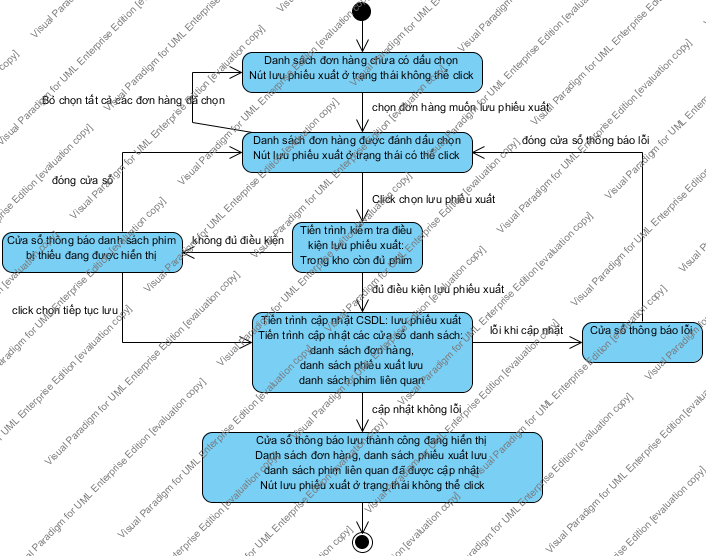 Danh sách đơn hàng chưa có dấu chọn
Nút lưu phiếu xuất ở trạng thái không thể click
Bỏ chọn tất cả các đơn hàng đã chọn
chọn đơn hàng muốn lưu phiếu xuất
Danh sách đơn hàng được đánh dấu chọn
Nút lưu phiếu xuất ở trạng thái có thể click
đóng cửa sổ thông báo lỗi
đóng cửa sổ
Click chọn lưu phiếu xuất
Tiến trình kiểm tra điều
kiện lưu phiếu xuất:
Trong kho còn đủ phim
không đủ điều kiện
Cửa sổ thông báo danh sách phim
bị thiếu đang được hiển thị
đủ điều kiện lưu phiếu xuất
click chọn tiếp tục lưu
Tiến trình cập nhật CSDL: lưu phiếu xuất
Tiến trình cập nhật các cửa sổ danh sách:
danh sách đơn hàng,
danh sách phiếu xuất lưu
danh sách phim liên quan
lỗi khi cập nhật
Cửa sổ thông báo lỗi
cập nhật không lỗi
Cửa sổ thông báo lưu thành công đang hiển thị
Danh sách đơn hàng, danh sách phiếu xuất lưu
danh sách phim liên quan đã được cập nhật
Nút lưu phiếu xuất ở trạng thái không thể click
Visual Paradigm for UML Enterprise Edition [evaluation copy]